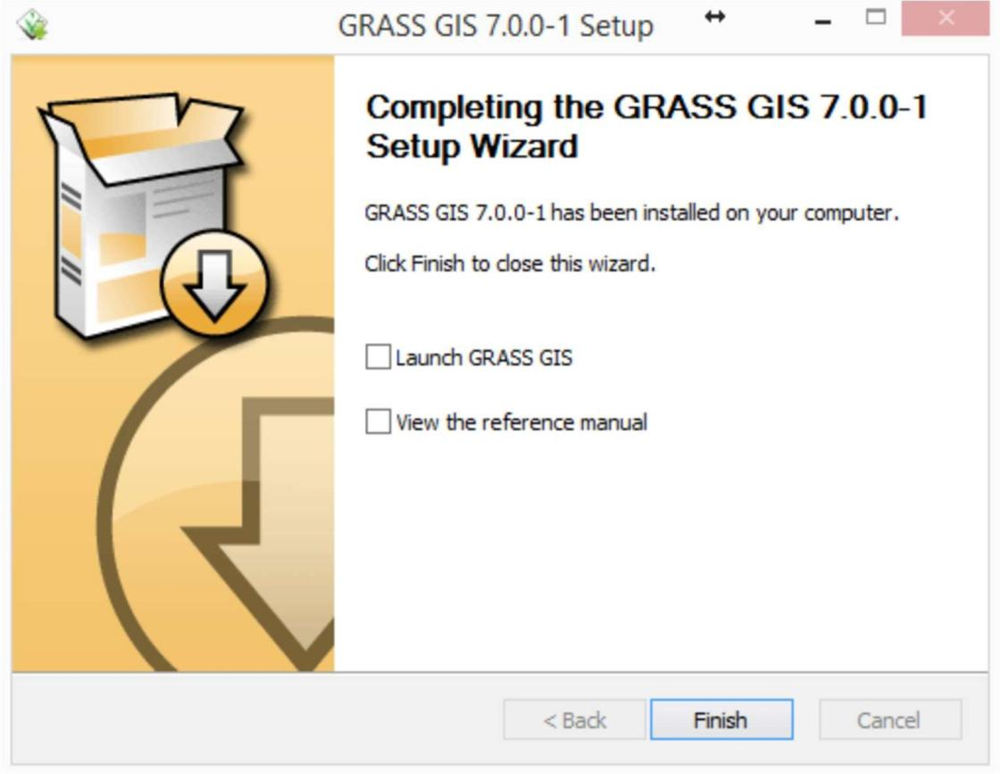 GRASS GIS 7.0.0-1 Setup
Completing the GRASS GIS 7.0.0-1
Setup Wizard
GRASS GIS 7.0.0-1 has been installed on your computer.
Click Finish to close this wizard.
Launch GRASS GIS
View the reference manual
< Back Finish Cancel